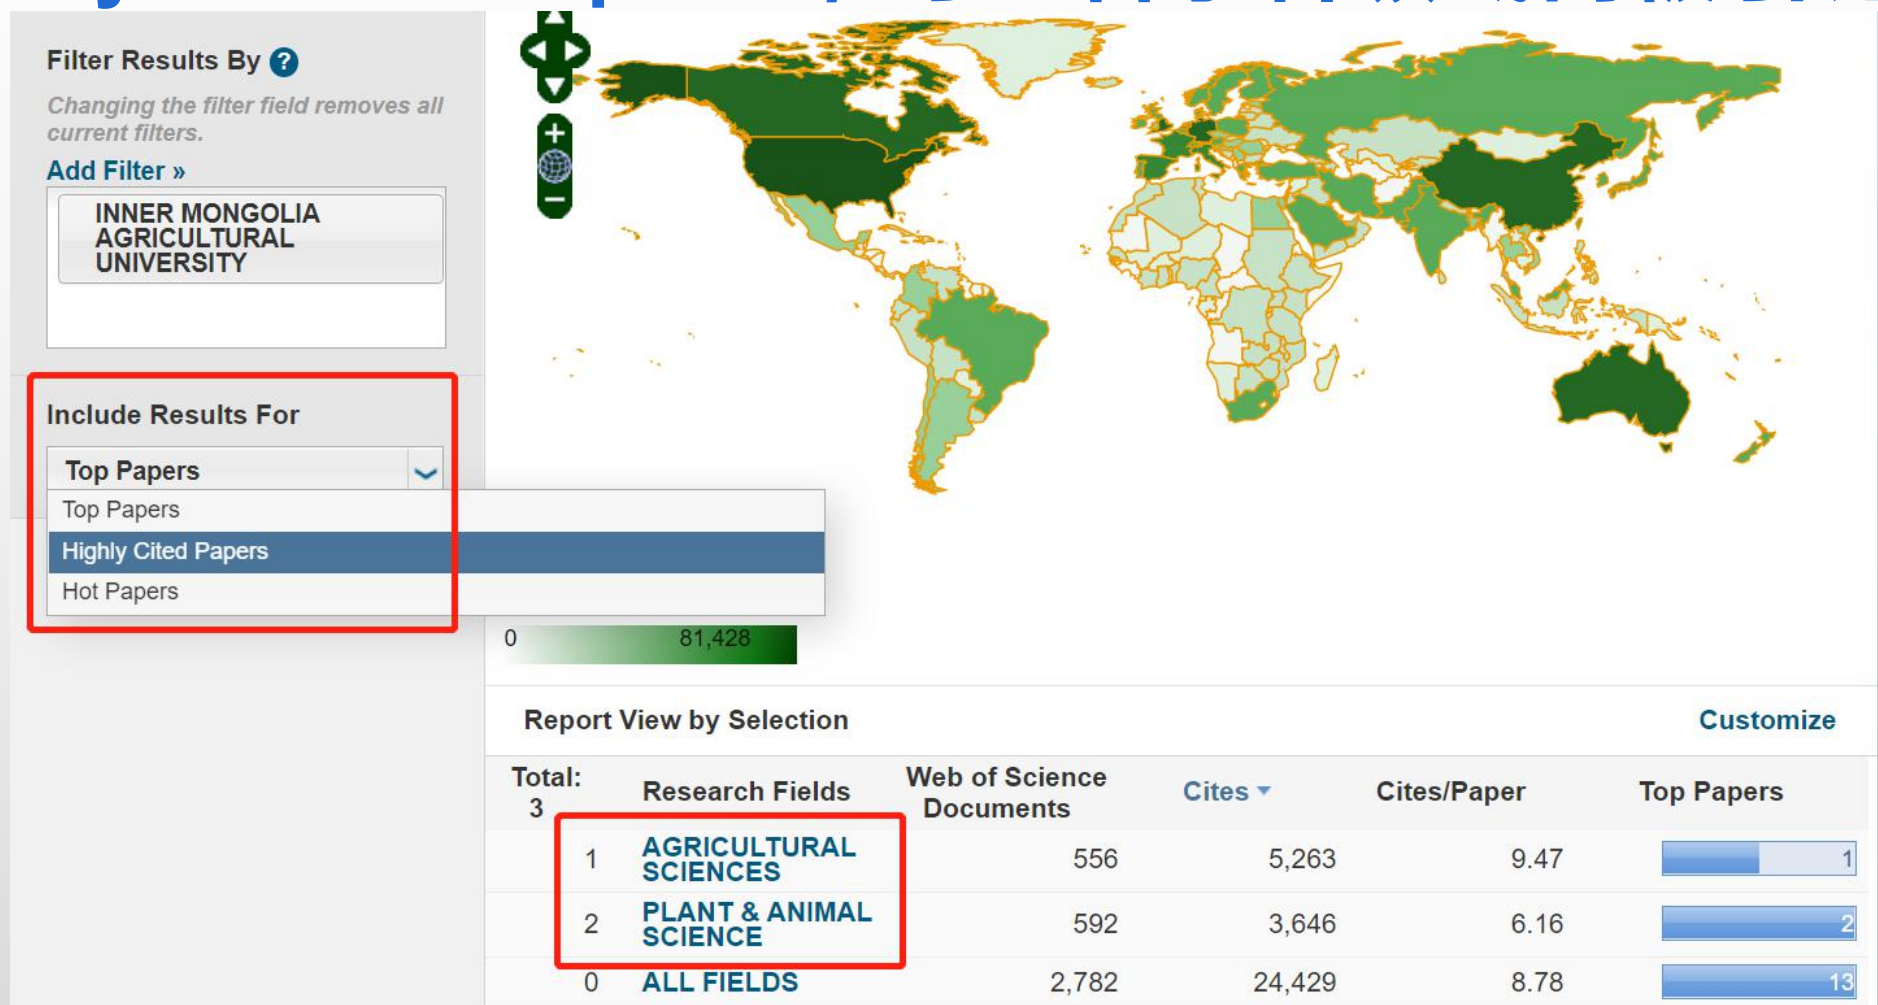 Filter Results By ?
Changing the filter field removes all
current filters.
Add Filter »
INNER MONGOLIA
AGRICULTURAL
UNIVERSITY
Include Results For
Top Papers
Top Papers
Highly Cited Papers
Hot Papers
0 81,428
Report View by Selection Customize
Total:
3
Research Fields
Web of Science
Documents
Cites
Cites/Paper
Top Papers
1 AGRICULTURAL
SCIENCES
556 5,263 9.47 1
2 PLANT & ANIMAL
SCIENCE
592 3,646 6.16 2
0 ALL FIELDS 2,782 24,429 8.78 13